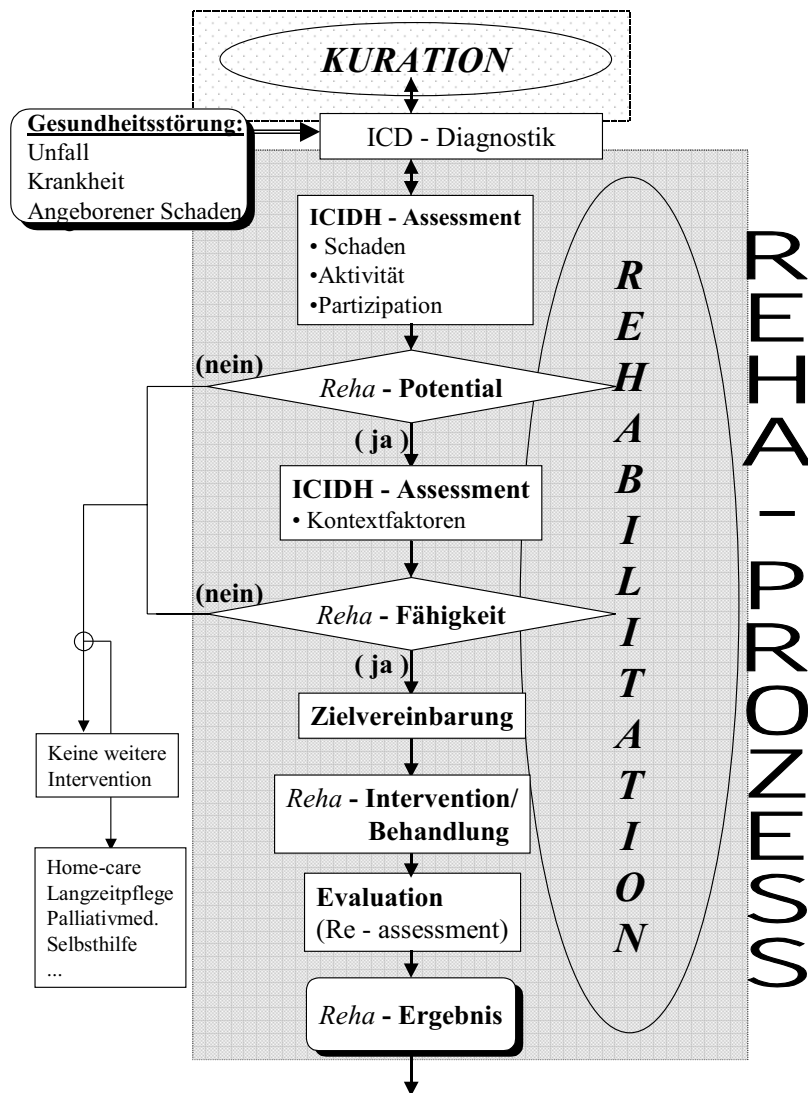 KURATION
Gesundheitsstörung:
Unfall
Krankheit
Angeborener Schaden
ICD - Diagnostik
ICIDH - Assessment
• Schaden
•Aktivität
•Partizipation
(nein)
Reha - Potential
( ja )
ICIDH - Assessment
• Kontextfaktoren
(nein)
Reha - Fähigkeit
( ja )
Zielvereinbarung
Keine weitere
Intervention
Reha - Intervention/
Behandlung
Home-care
Langzeitpflege
Palliativmed.
Selbsthilfe
...
Evaluation
(Re - assessment)
Reha - Ergebnis
REHABILITATION
REHA-PROZESS